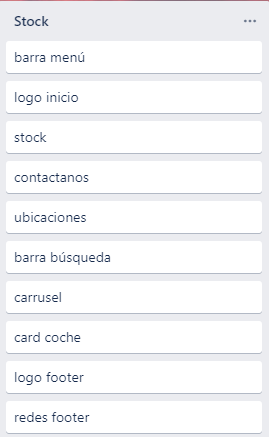 Stock
barra menú
logo inicio
stock
contactanos
ubicaciones
barra búsqueda
carrusel
card coche
logo footer
redes footer